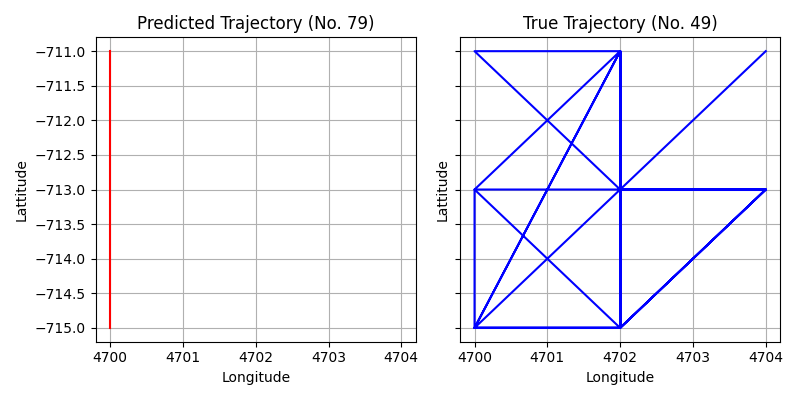 Predicted Trajectory (No. 79)
True Trajectory (No. 49)
−711.0
−711.5
−712.0
−712.5
−713.0
−713.5
−714.0
−714.5
−715.0
Lattitude
Lattitude
4700 4701 4702 4703 4704
4700 4701 4702 4703 4704
Longitude
Longitude